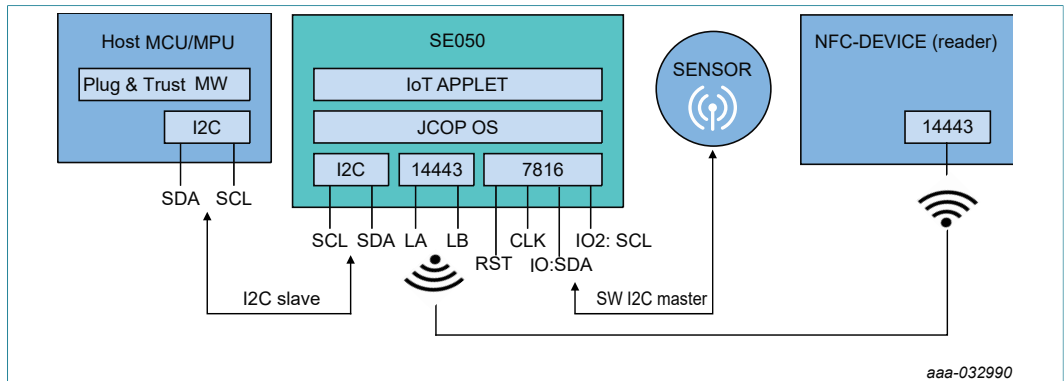 Host MCU/MPU
Plug & Trust MW
I2C
SDA SCL
SE050
IoT APPLET
JCOP OS
I2C 14443 7816
SCL SDA LA LB RST CLK IO:SDA IO2: SCL
SENSOR
NFC-DEVICE (reader)
14443
I2C slave
SW I2C master
aaa-032990